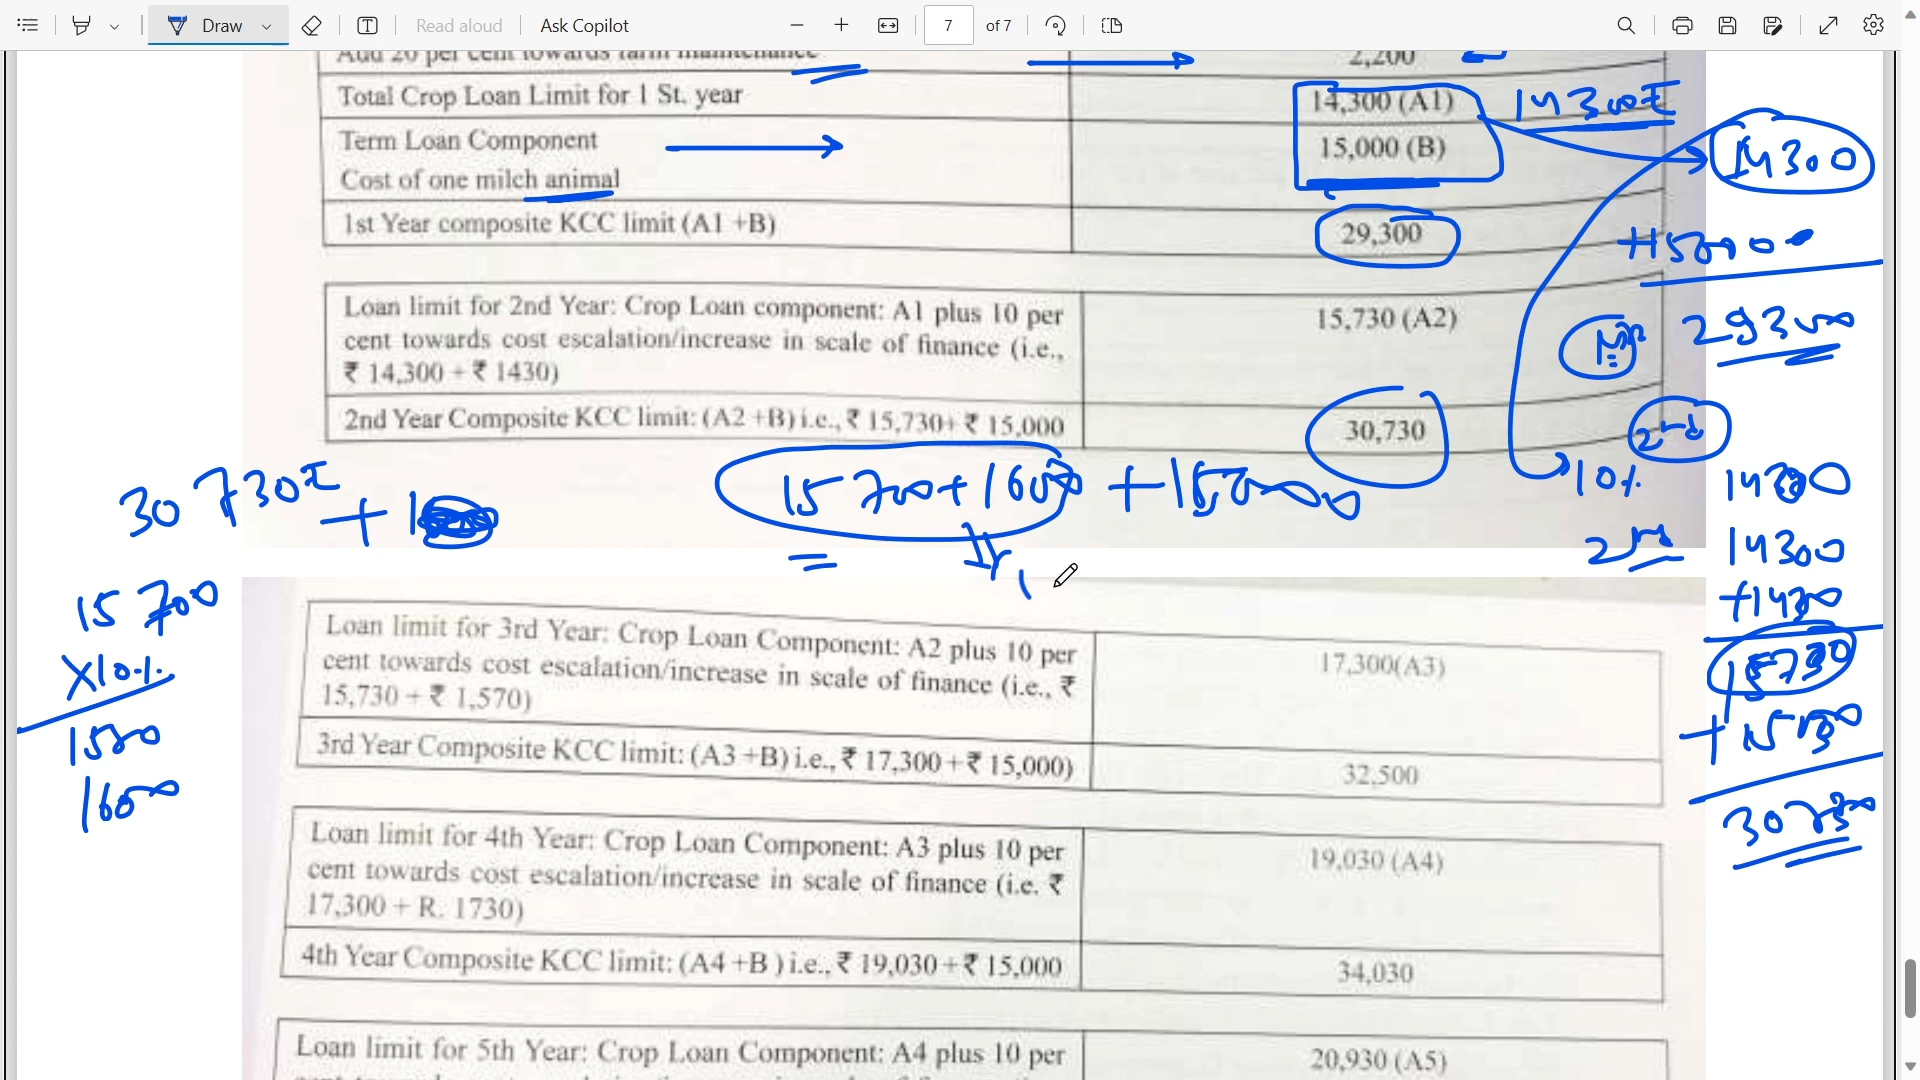 Draw
Read aloud
Ask Copilot
7
of 7
Add 20 per cent towards farm maintenance
2,200
Total Crop Loan Limit for 1 St. year
14,300 (A1)
14300
14300
Term Loan Component
15,000 (B)
Cost of one milch animal
1st Year composite KCC limit (A1 +B)
29,300
+15000
29300
Loan limit for 2nd Year: Crop Loan component: A1 plus 10 per
cent towards cost escalation/increase in scale of finance (i.e.,
₹ 14,300 + ₹ 1430)
15,730 (A2)
2nd Year Composite KCC limit: (A2 +B) i.e., ₹ 15,730+ ₹ 15,000
30,730
2nd
30730₹
+ 1
15700+1600 + 15000
10%
14300
2nd
14300
+1430
15730
+15000
30730
15700
X10%
1600
Loan limit for 3rd Year: Crop Loan Component: A2 plus 10 per
cent towards cost escalation/increase in scale of finance (i.e., ₹
15,730 + ₹ 1,570)
17,300(A3)
3rd Year Composite KCC limit: (A3 +B) i.e., ₹ 17,300 + ₹ 15,000)
32,500
Loan limit for 4th Year: Crop Loan Component: A3 plus 10 per
cent towards cost escalation/increase in scale of finance (i.e. ₹
17,300 + R. 1730)
19,030 (A4)
4th Year Composite KCC limit: (A4 +B ) i.e., ₹ 19,030 + ₹ 15,000
34,030
Loan limit for 5th Year: Crop Loan Component: A4 plus 10 per
20,930 (A5)